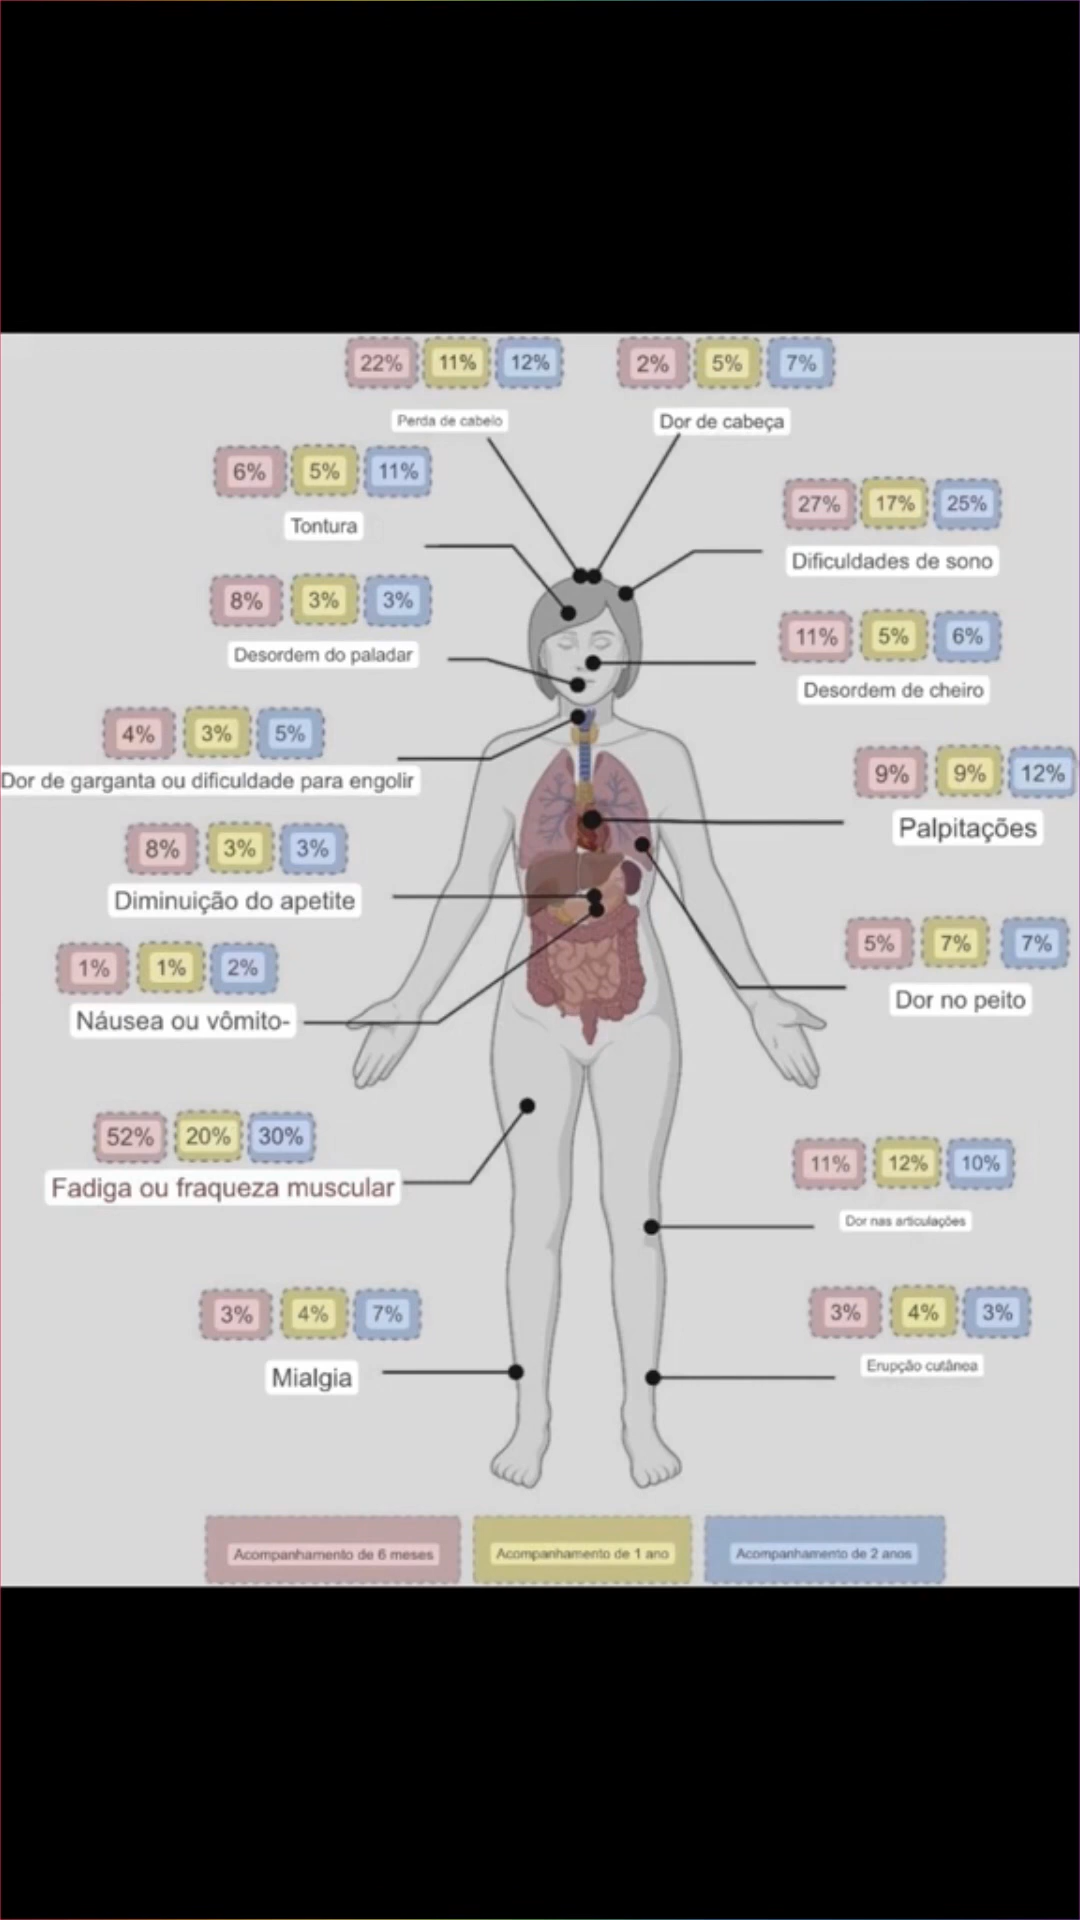 22% 11% 12%
2% 5% 7%
Perda de cabelo
Dor de cabeça
6% 5% 11%
Tontura
27% 17% 25%
Dificuldades de sono
8% 3% 3%
Desordem do paladar
11% 5% 6%
Desordem de cheiro
4% 3% 5%
Dor de garganta ou dificuldade para engolir
9% 9% 12%
Palpitações
8% 3% 3%
Diminuição do apetite
5% 7% 7%
Dor no peito
1% 1% 2%
Náusea ou vômito-
52% 20% 30%
Fadiga ou fraqueza muscular
11% 12% 10%
Dor nas articulações
3% 4% 7%
Mialgia
3% 4% 3%
Erupção cutânea
Acompanhamento de 6 meses
Acompanhamento de 1 ano
Acompanhamento de 2 anos